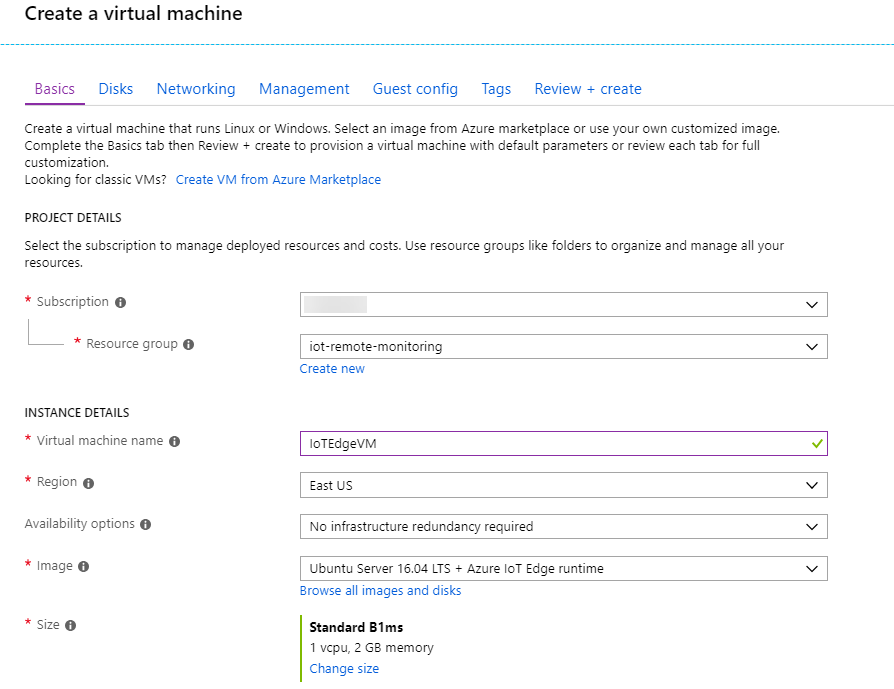 Create a virtual machine
Basics Disks Networking Management Guest config Tags Review + create
Create a virtual machine that runs Linux or Windows. Select an image from Azure marketplace or use your own customized image.
Complete the Basics tab then Review + create to provision a virtual machine with default parameters or review each tab for full
customization.
Looking for classic VMs? Create VM from Azure Marketplace
PROJECT DETAILS
Select the subscription to manage deployed resources and costs. Use resource groups like folders to organize and manage all your
resources.
* Subscription
* Resource group iot-remote-monitoring
Create new
INSTANCE DETAILS
* Virtual machine name IoTEdgeVM
* Region East US
Availability options No infrastructure redundancy required
* Image Ubuntu Server 16.04 LTS + Azure IoT Edge runtime
Browse all images and disks
* Size Standard B1ms
1 vcpu, 2 GB memory
Change size